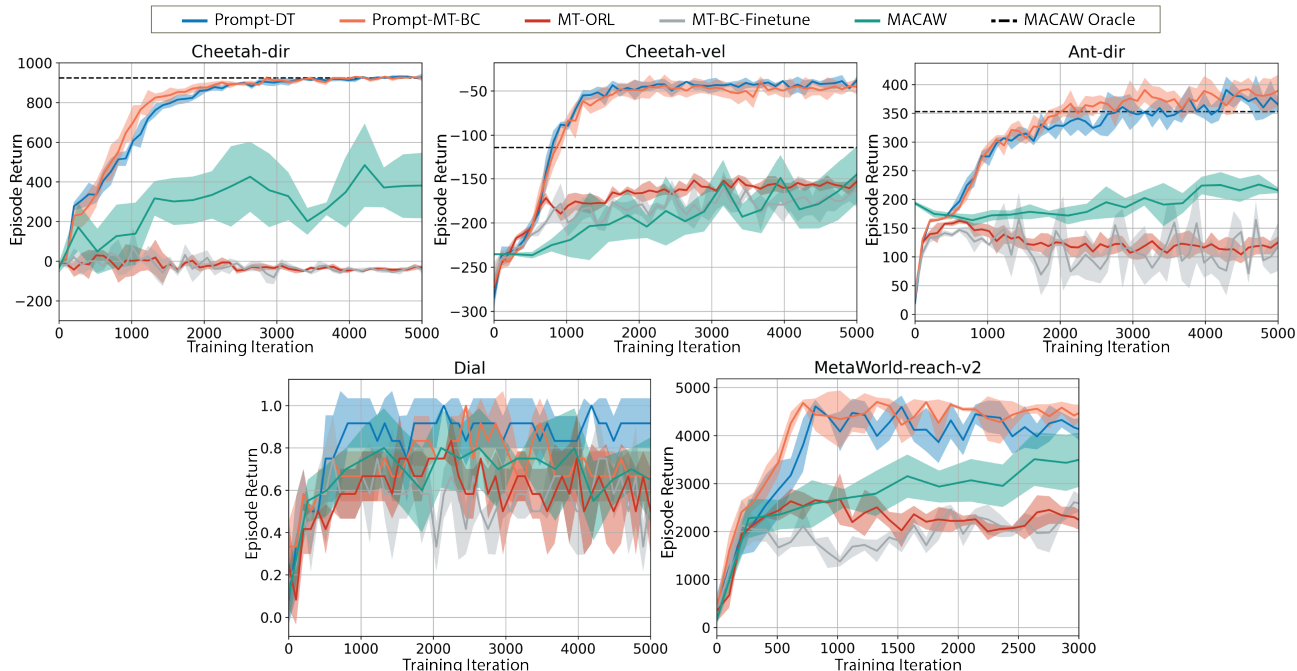 Prompt-DT Prompt-MT-BC MT-ORL MT-BC-Finetune MACAW MACAW Oracle
Cheetah-dir
Episode Return
1000
800
600
400
200
0
−200
0 1000 2000 3000 4000 5000
Training Iteration
Cheetah-vel
Episode Return
−50
−100
−150
−200
−250
−300
0 1000 2000 3000 4000 5000
Training Iteration
Ant-dir
Episode Return
400
350
300
250
200
150
100
50
0
0 1000 2000 3000 4000 5000
Training Iteration
Dial
Episode Return
1.0
0.8
0.6
0.4
0.2
0.0
0 1000 2000 3000 4000 5000
Training Iteration
MetaWorld-reach-v2
Episode Return
5000
4000
3000
2000
1000
0
0 500 1000 1500 2000 2500 3000
Training Iteration